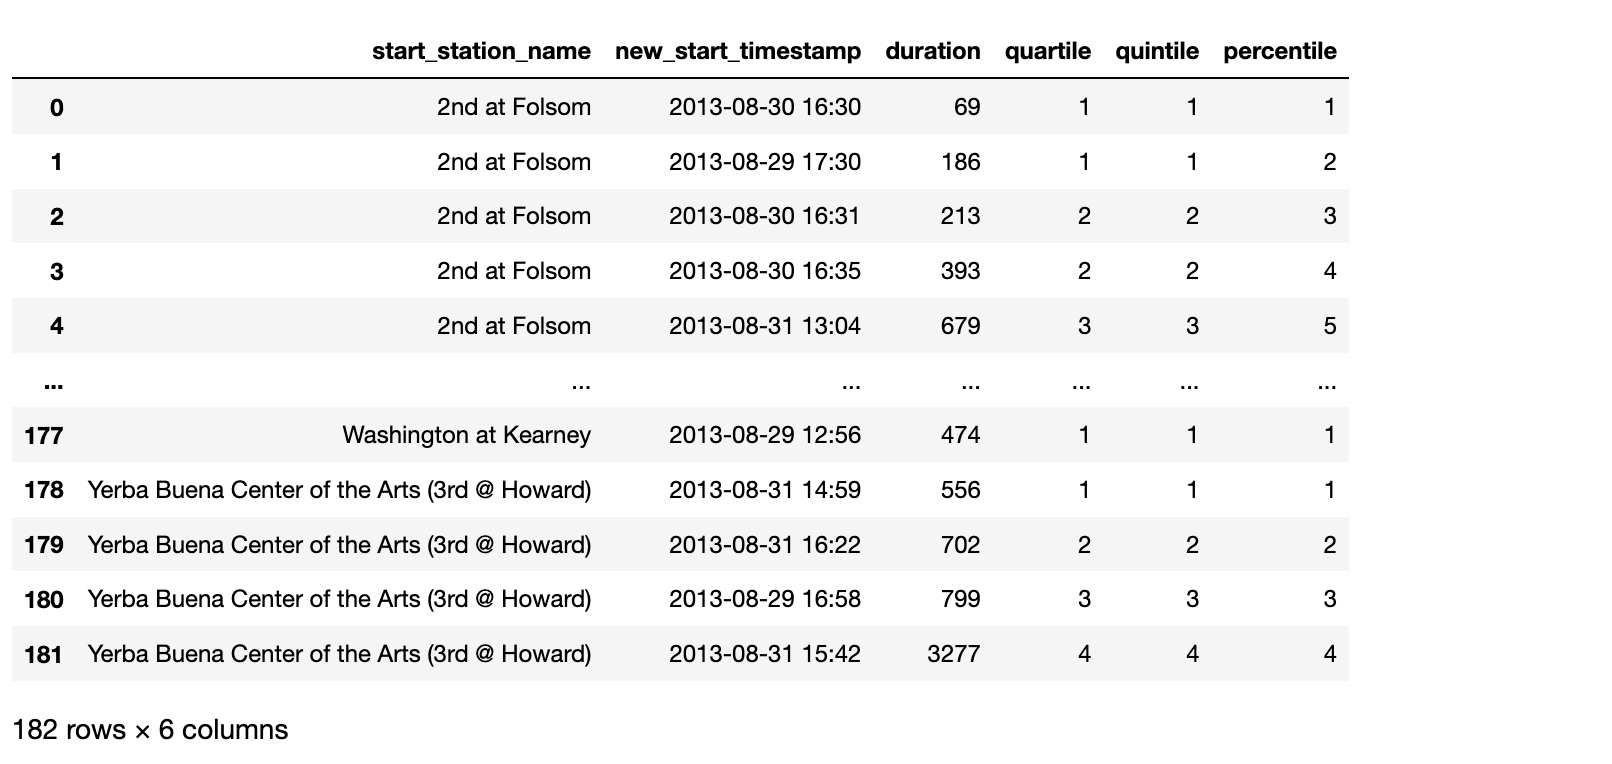 start_station_name new_start_timestamp duration quartile quintile percentile
0 2nd at Folsom 2013-08-30 16:30 69 1 1 1
1 2nd at Folsom 2013-08-29 17:30 186 1 1 2
2 2nd at Folsom 2013-08-30 16:31 213 2 2 3
3 2nd at Folsom 2013-08-30 16:35 393 2 2 4
4 2nd at Folsom 2013-08-31 13:04 679 3 3 5
... ... ... ... ... ... ...
177 Washington at Kearney 2013-08-29 12:56 474 1 1 1
178 Yerba Buena Center of the Arts (3rd @ Howard) 2013-08-31 14:59 556 1 1 1
179 Yerba Buena Center of the Arts (3rd @ Howard) 2013-08-31 16:22 702 2 2 2
180 Yerba Buena Center of the Arts (3rd @ Howard) 2013-08-29 16:58 799 3 3 3
181 Yerba Buena Center of the Arts (3rd @ Howard) 2013-08-31 15:42 3277 4 4 4
182 rows × 6 columns